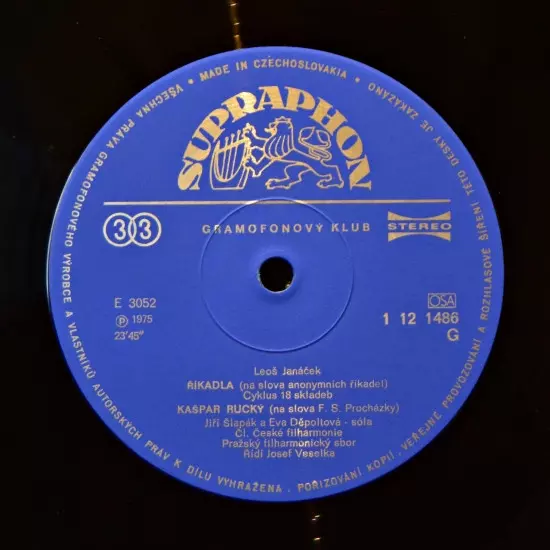 VŠECHNA PRÁVA GRAMOFONOVÉHO VÝROBCE A VLASTNÍKŮ AUTORSKÝCH PRÁV K DÍLU VYHRAŽENA. POŘIZOVÁNÍ KOPIÍ, VEŘEJNÉ PROVOZOVÁNÍ A ROZHLASOVÉ ŠÍŘENÍ TÉTO DESKY JE ZAKÁZÁNO
★ MADE IN CZECHOSLOVAKIA ★
SUPRAPHON
33
GRAMOFONOVÝ KLUB
STEREO
E 3052
Ⓟ 1975
23'45"
OSA
1 12 1486
G
Leoš Janáček
ŘÍKADLA (na slova anonymních říkadel)
Cyklus 18 skladeb
KAŠPAR RUCKÝ (na slova F. S. Procházky)
Jiří Šlapák a Eva Děpoltová - sóla
Čl. České filharmonie
Pražský filharmonický sbor
Řídí Josef Veselka